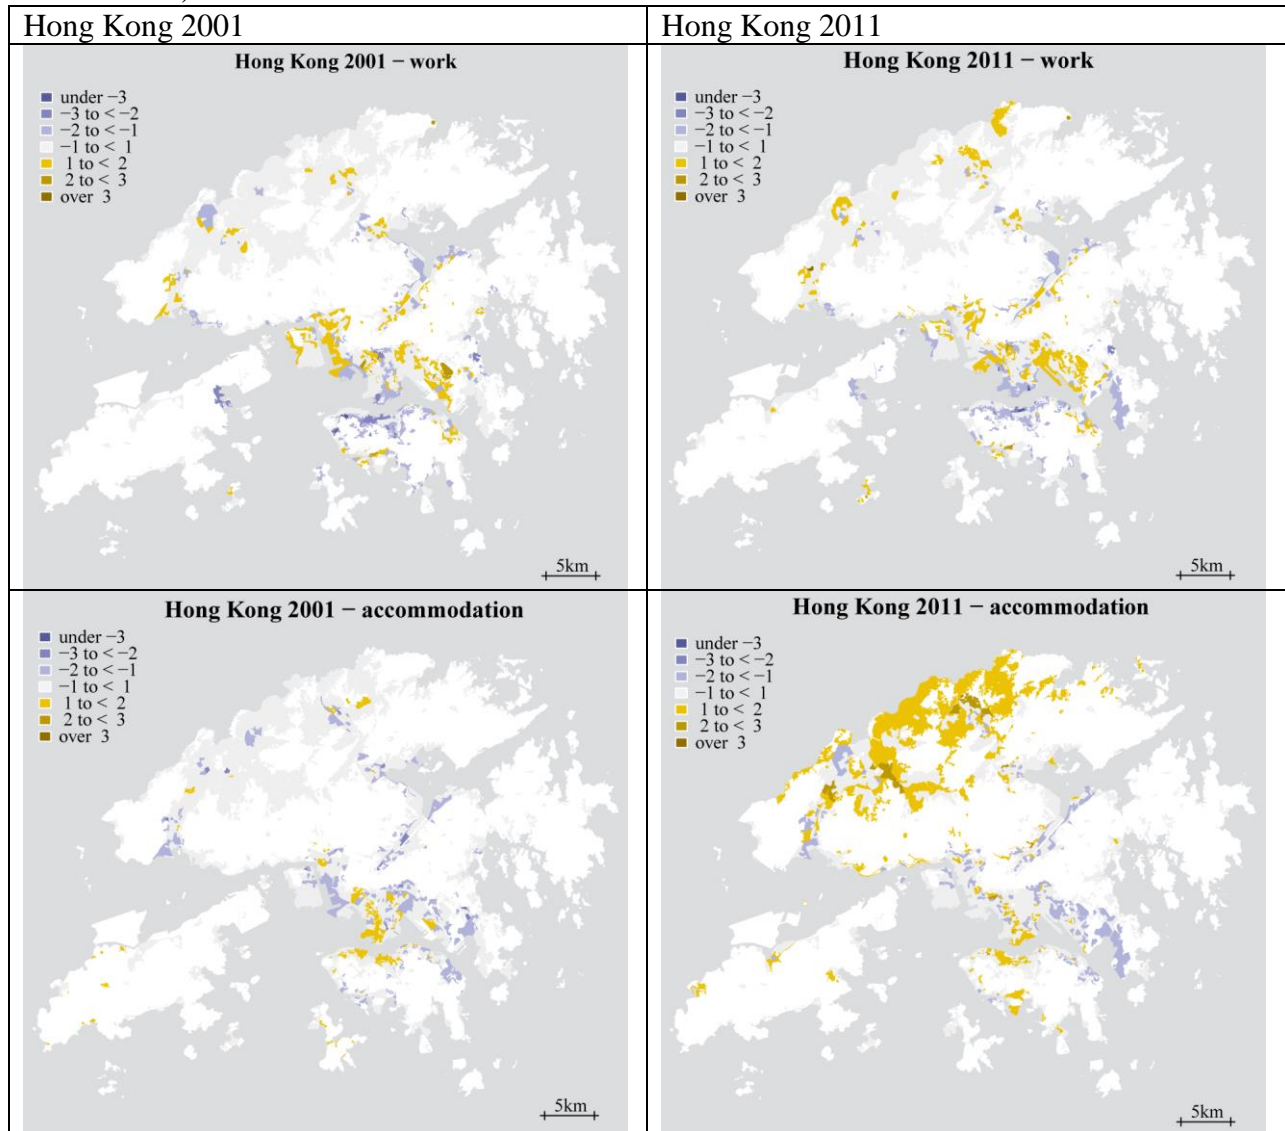 Hong Kong 2001
Hong Kong 2011
Hong Kong 2001 − work
under −3
−3 to < −2
−2 to < −1
−1 to < 1
1 to < 2
2 to < 3
over 3
5km
Hong Kong 2011 − work
under −3
−3 to < −2
−2 to < −1
−1 to < 1
1 to < 2
2 to < 3
over 3
5km
Hong Kong 2001 − accommodation
under −3
−3 to < −2
−2 to < −1
−1 to < 1
1 to < 2
2 to < 3
over 3
5km
Hong Kong 2011 − accommodation
under −3
−3 to < −2
−2 to < −1
−1 to < 1
1 to < 2
2 to < 3
over 3
5km